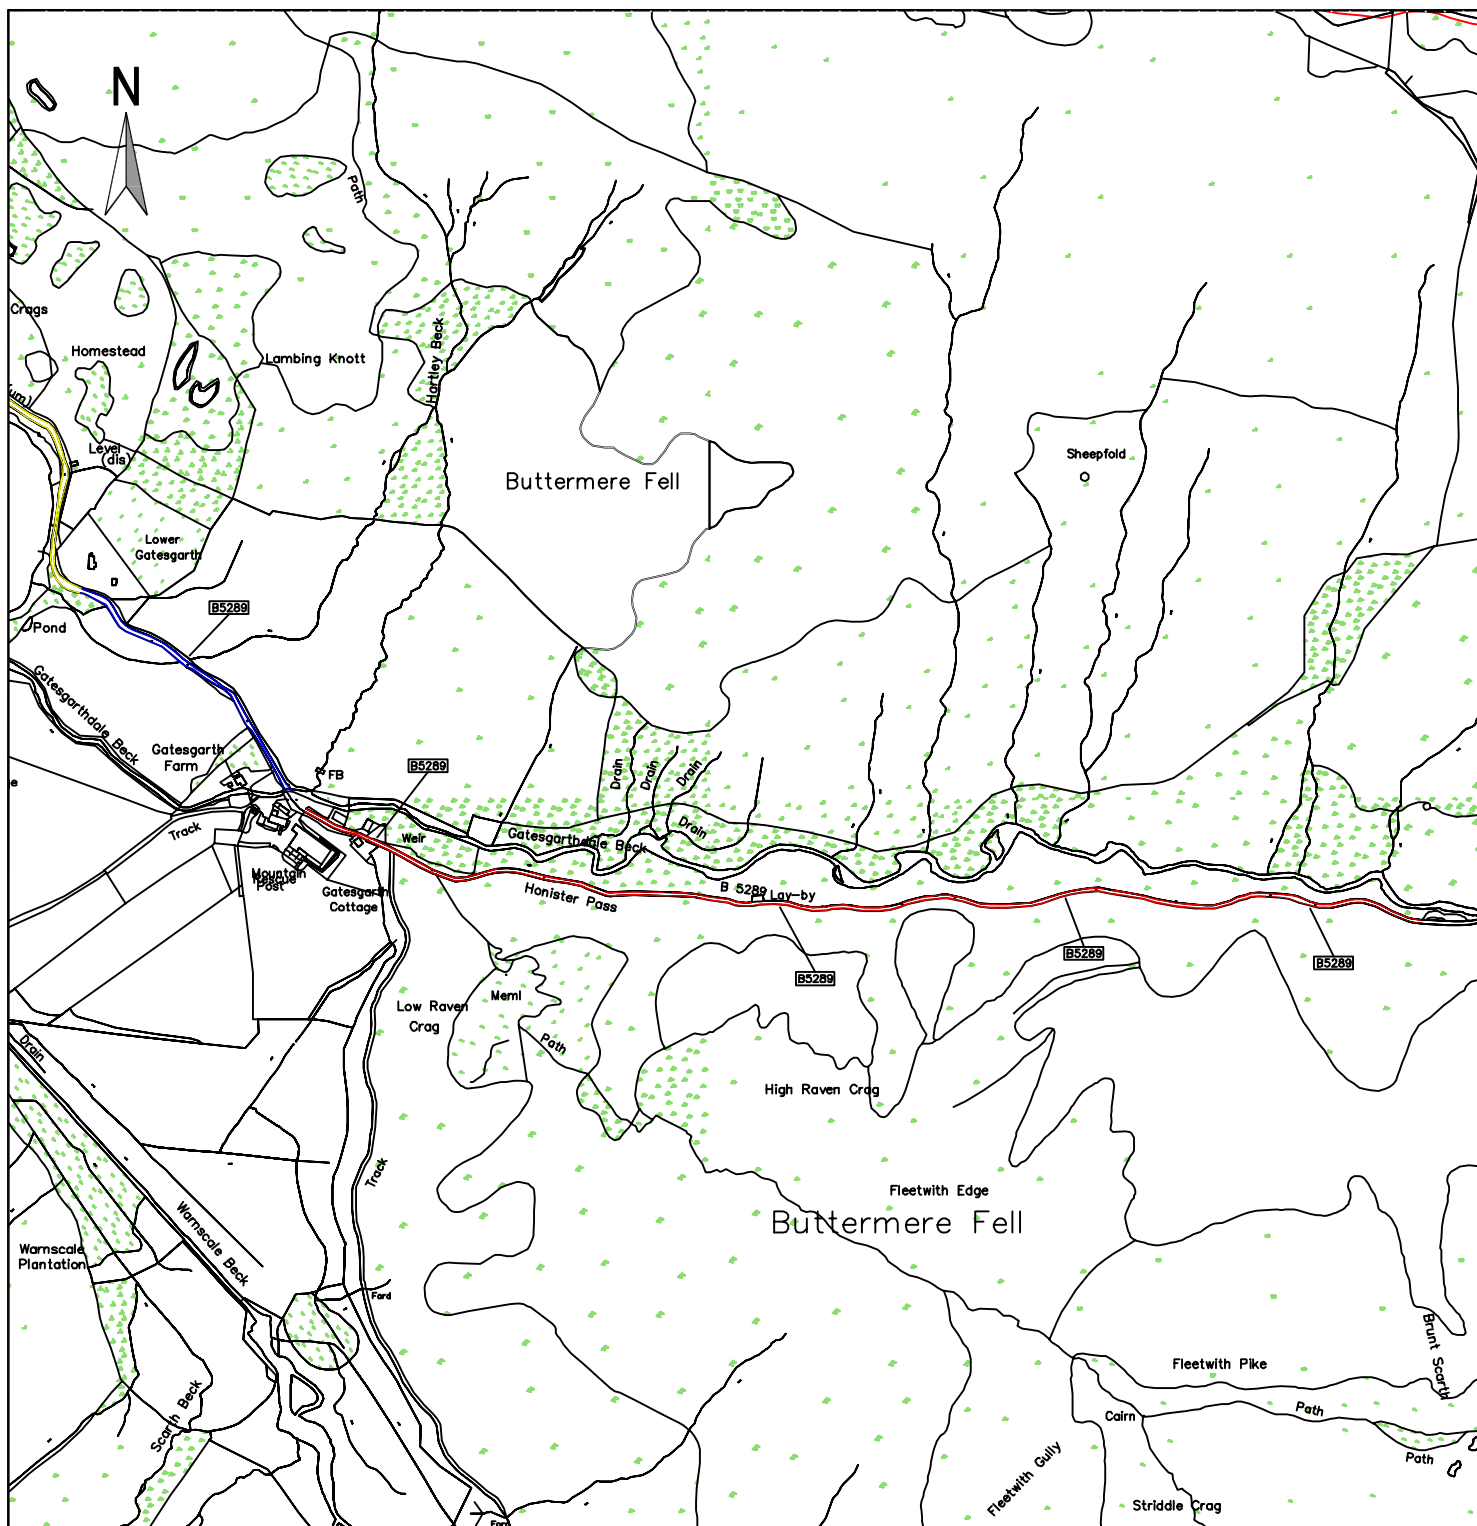 N
Path
Crags
Homestead
Lambing Knott
Hartley Beck
Level
(dis)
Sheepfold
Buttermere Fell
Lower
Gatesgarth
B5289
Pond
Gatesgarthdale Beck
Gatesgarth
Farm
FB
B5289
Drain
Drain
Drain
Drain
Track
Weir
Gatesgarthdale Beck
Mountain
Rescue
Post
Gatesgarth
Cottage
Honister Pass
B 5289
Lay-by
B5289
B5289
B5289
Low Raven
Crag
Meml
Path
Drain
High Raven Crag
Track
Fleetwith Edge
Buttermere Fell
Warnscale Beck
Warnscale
Plantation
Ford
Brunt Scarth
Fleetwith Pike
Path
Cairn
Scarth Beck
Path
Fleetwith Gully
Striddle Crag
Ford